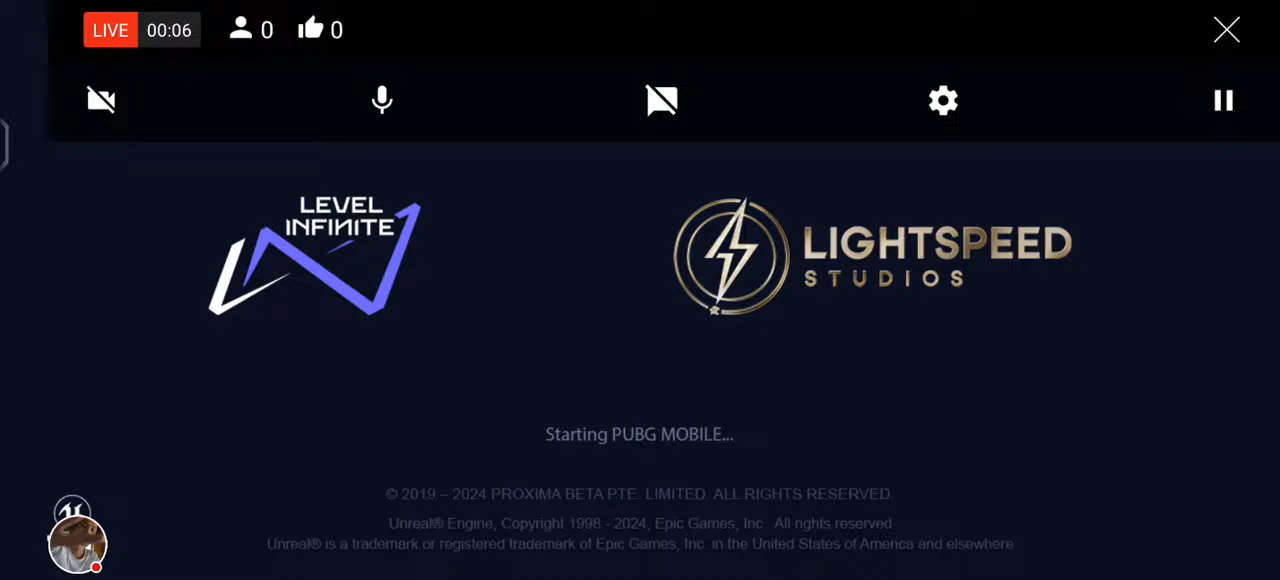 LIVE 00:06 0 0
LEVEL
INFINITE
LIGHTSPEED
STUDIOS
Starting PUBG MOBILE...
© 2019 – 2024 PROXIMA BETA PTE. LIMITED. ALL RIGHTS RESERVED.
Unreal® Engine, Copyright 1998 - 2024, Epic Games, Inc. All rights reserved
Unreal® is a trademark or registered trademark of Epic Games, Inc. in the United States of America and elsewhere